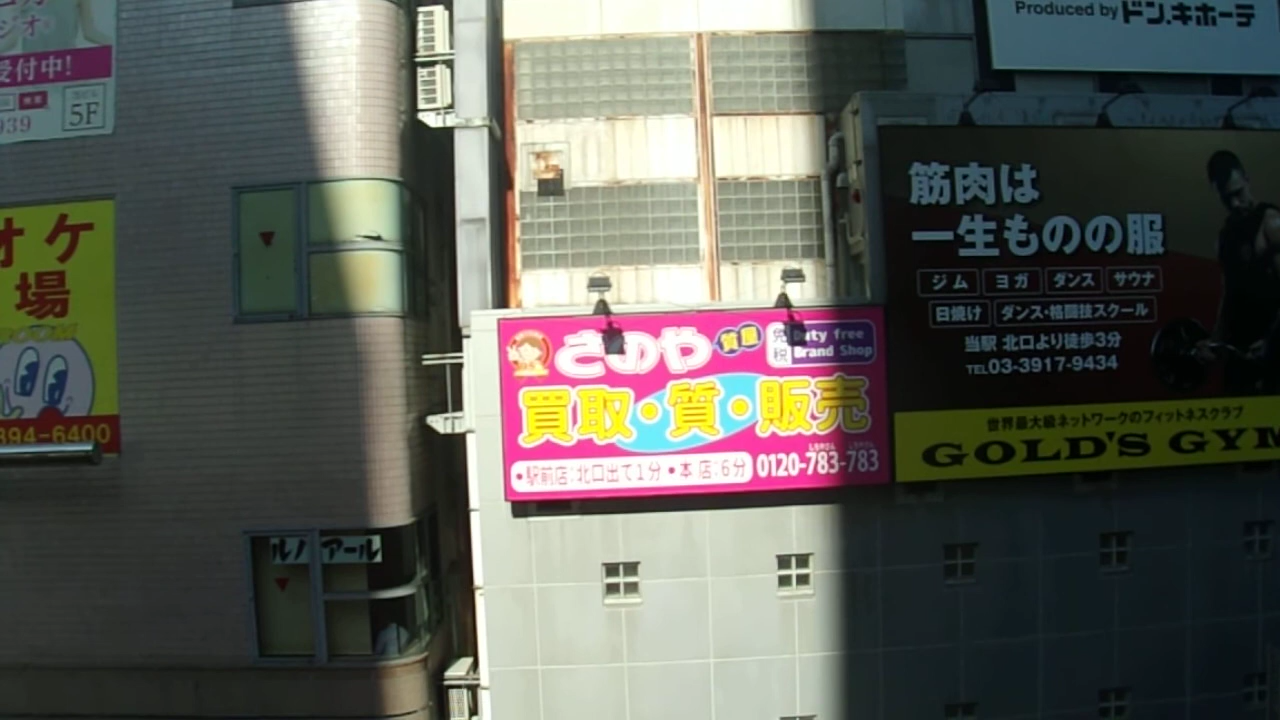 受付中!
5F
939
オケ
場
894-6400
ルノアール
さのや
質屋
免税
Duty free
Brand Shop
買取・質・販売
•駅前店:北口出て1分 •本店:6分
0120-783-783
Produced by ドン.キホーテ
筋肉は
一生ものの服
ジム ヨガ ダンス サウナ
日焼け ダンス・格闘技スクール
当駅 北口より徒歩3分
TEL03-3917-9434
世界最大級ネットワークのフィットネスクラブ
GOLD'S GYM